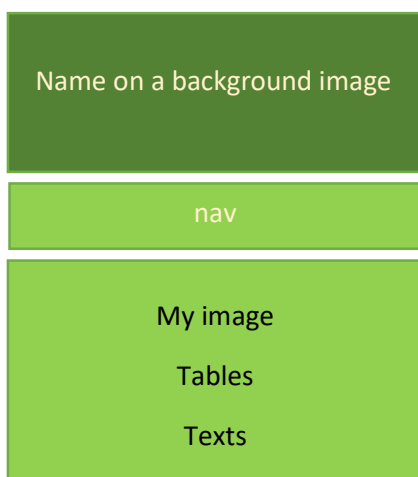 Name on a background image
nav
My image
Tables
Texts